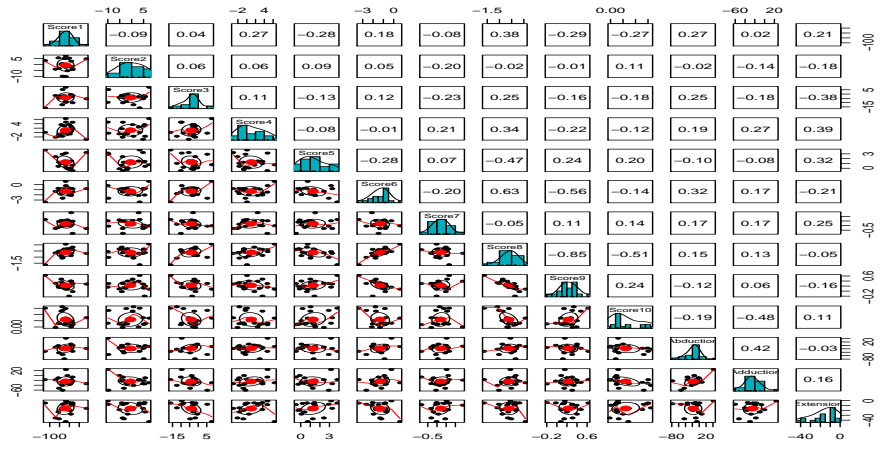 −10 5 −2 4 −3 0 −1.5 0.00 −60 20
Score1 −0.09 0.04 0.27 −0.28 0.18 −0.08 0.38 −0.29 −0.27 0.27 0.02 0.21 −100
−10 5 Score2 0.06 0.06 0.09 0.05 −0.20 −0.02 −0.01 0.11 −0.02 −0.14 −0.18
Score3 0.11 −0.13 0.12 −0.23 0.25 −0.16 −0.18 0.25 −0.18 −0.38 −15 5
−2 4 Score4 −0.08 −0.01 0.21 0.34 −0.22 −0.12 0.19 0.27 0.39
Score5 −0.28 0.07 −0.47 0.24 0.20 −0.10 −0.08 0.32 0 3
−3 0 Score6 −0.20 0.63 −0.56 −0.14 0.32 0.17 −0.21
Score7 −0.05 0.11 0.14 0.17 0.17 0.25 −0.5
−1.5 Score8 −0.85 −0.51 0.15 0.13 −0.05
Score9 0.24 −0.12 0.06 −0.16 −0.2 0.6
0.00 Score10 −0.19 −0.48 0.11
Abduction 0.42 −0.03 −80 20
−60 20 Adduction 0.16
Extension −40 0
−100 −15 5 0 3 −0.5 −0.2 0.6 −80 20 −40 0